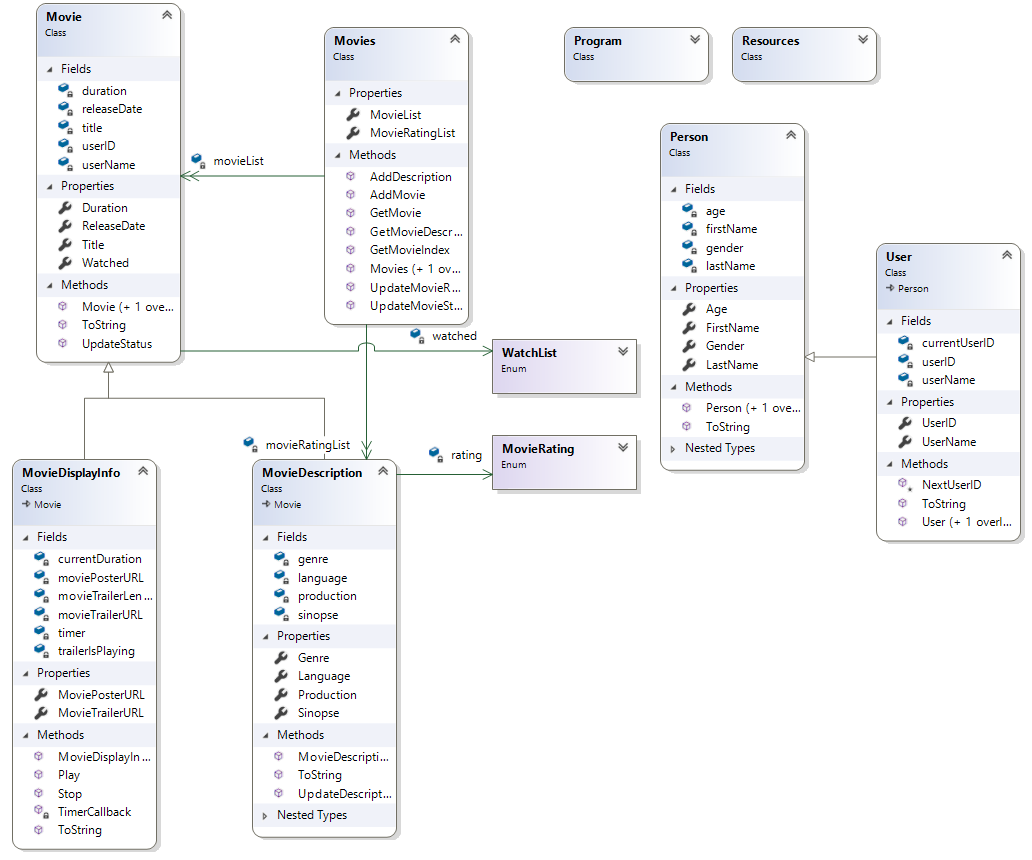 Movie
Class
Fields
duration
releaseDate
title
userID
userName
Properties
Duration
ReleaseDate
Title
Watched
Methods
Movie (+ 1 ove...
ToString
UpdateStatus
movieList
Movies
Class
Properties
MovieList
MovieRatingList
Methods
AddDescription
AddMovie
GetMovie
GetMovieDescr...
GetMovieIndex
Movies (+ 1 ov...
UpdateMovieR...
UpdateMovieSt...
watched
WatchList
Enum
movieRatingList
rating
MovieRating
Enum
MovieDisplayInfo
Class
Movie
Fields
currentDuration
moviePosterURL
movieTrailerLen...
movieTrailerURL
timer
trailerIsPlaying
Properties
MoviePosterURL
MovieTrailerURL
Methods
MovieDisplayIn...
Play
Stop
TimerCallback
ToString
MovieDescription
Class
Movie
Fields
genre
language
production
sinopse
Properties
Genre
Language
Production
Sinopse
Methods
MovieDescripti...
ToString
UpdateDescript...
Nested Types
Program
Class
Resources
Class
Person
Class
Fields
age
firstName
gender
lastName
Properties
Age
FirstName
Gender
LastName
Methods
Person (+ 1 ove...
ToString
Nested Types
User
Class
Person
Fields
currentUserID
userID
userName
Properties
UserID
UserName
Methods
NextUserID
ToString
User (+ 1 overl...